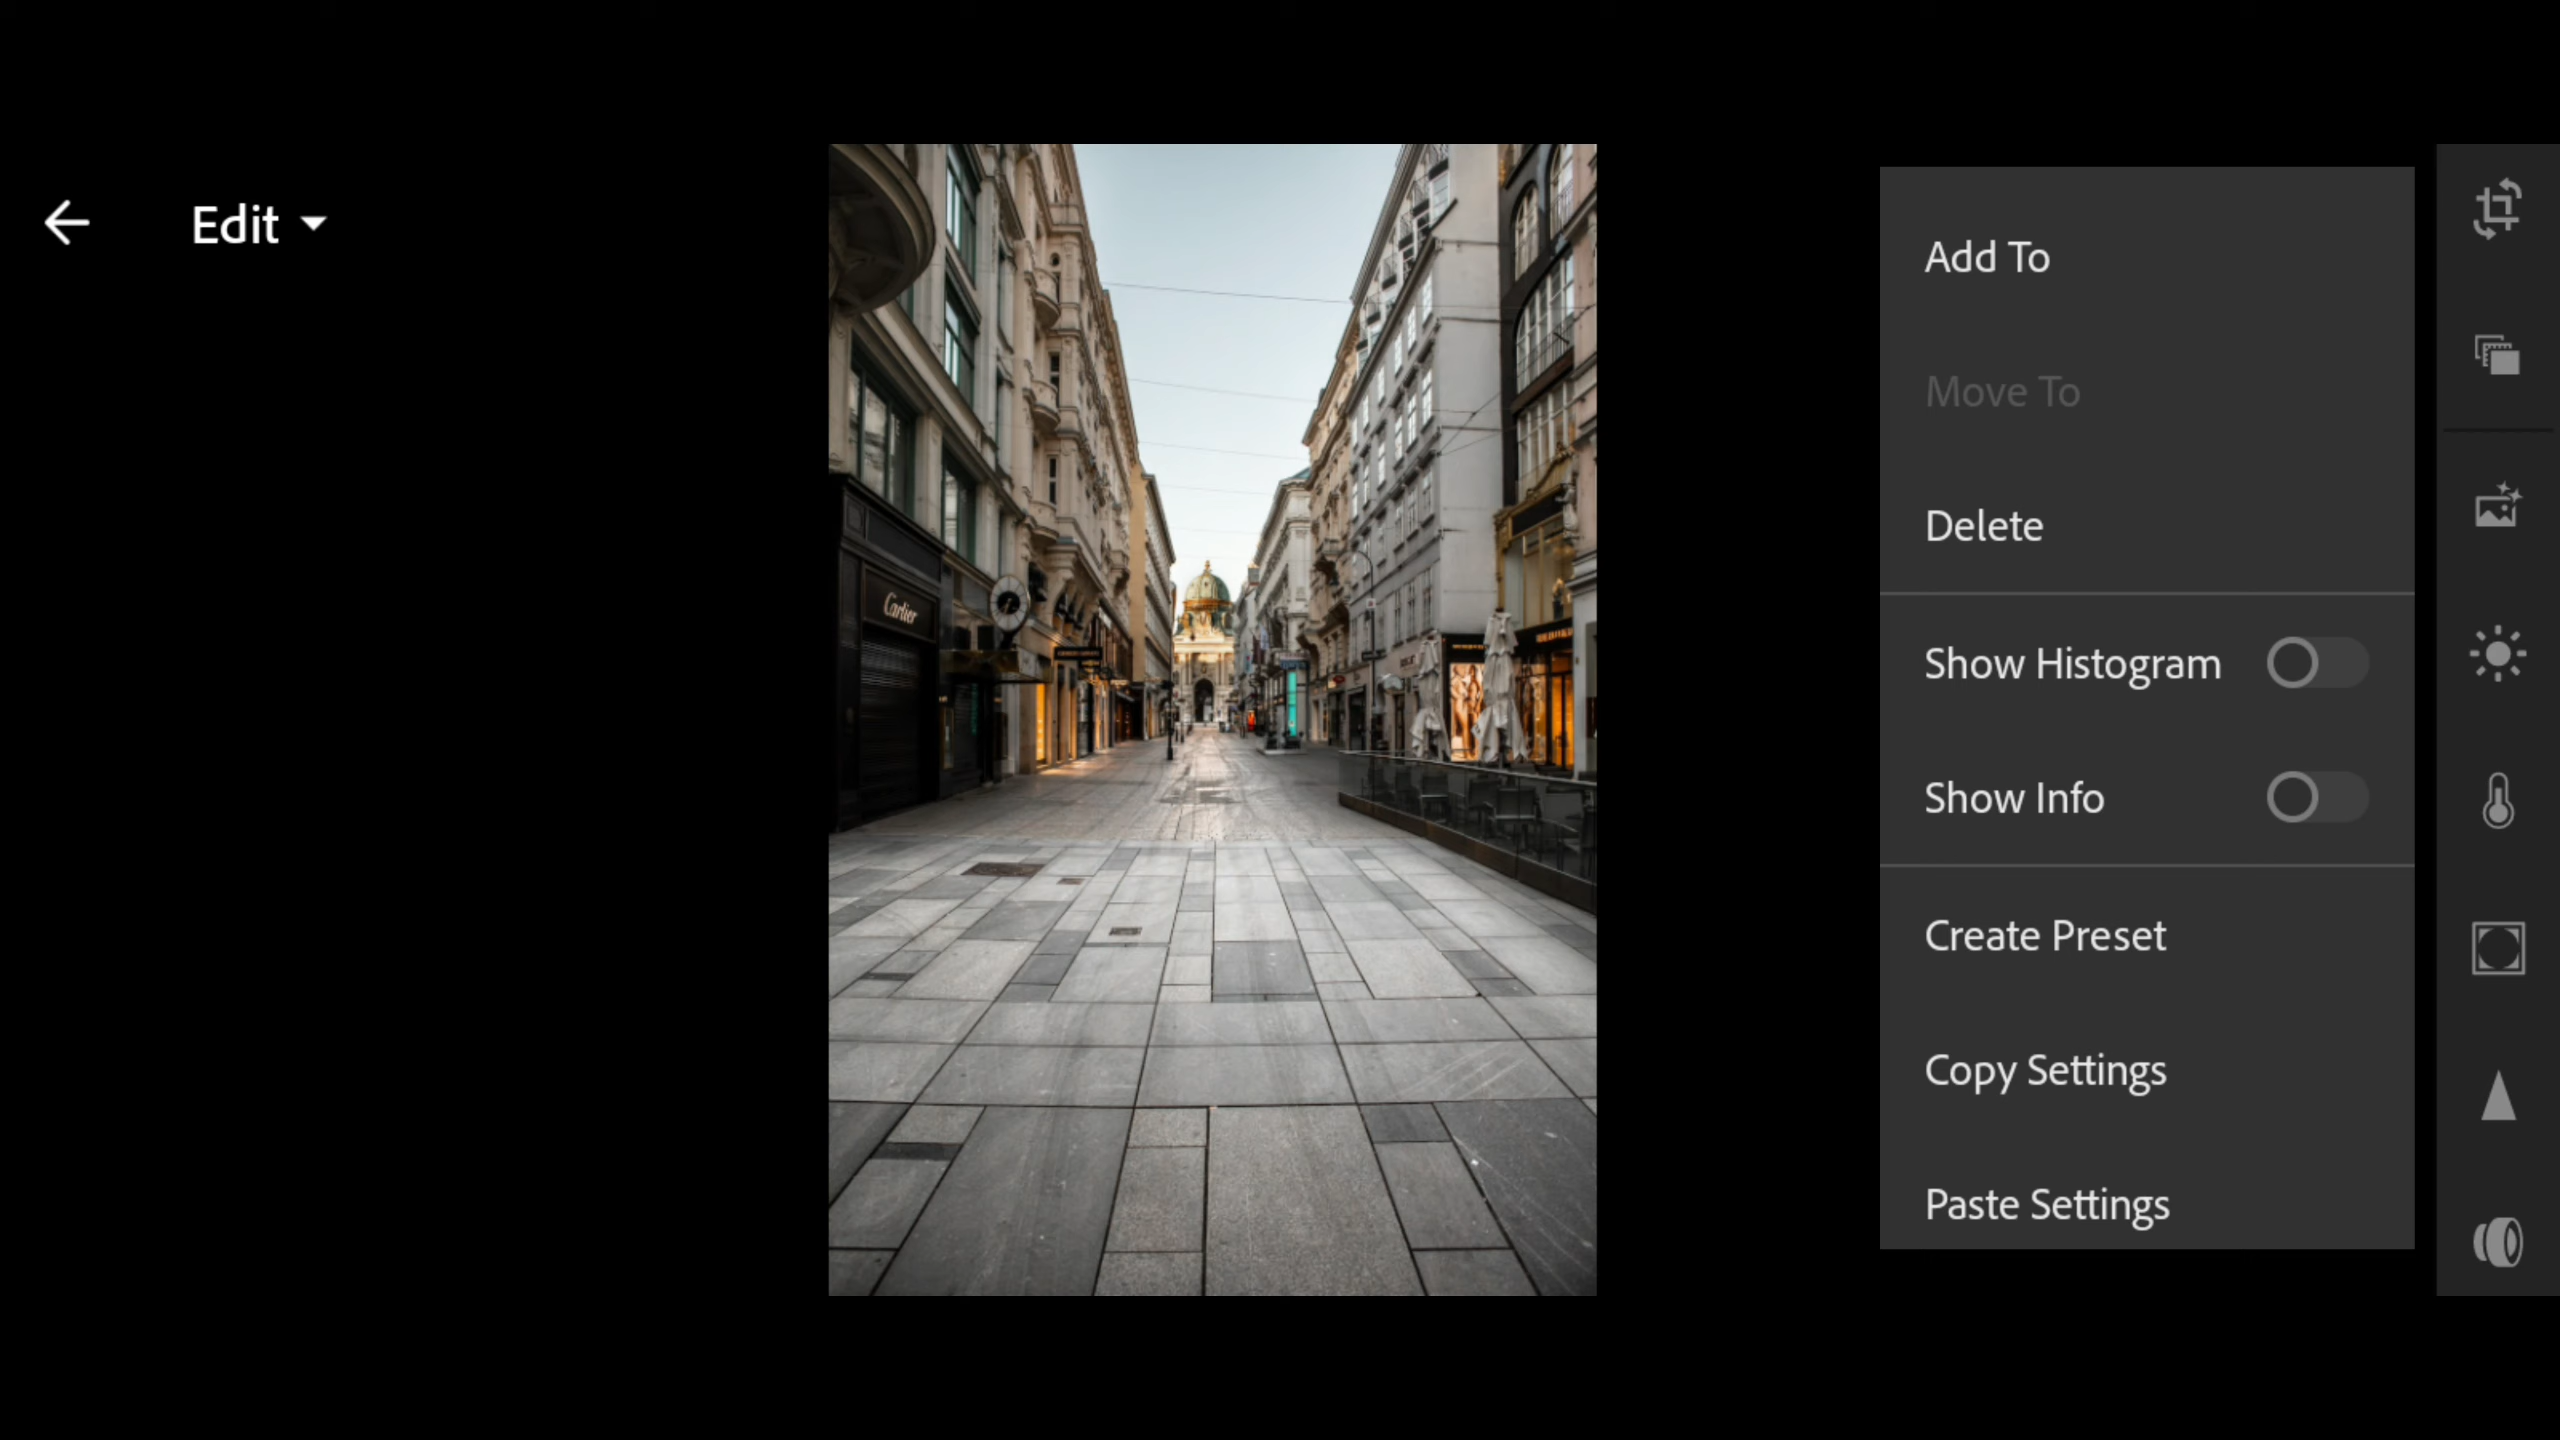 Edit
Add To
Move To
Delete
Show Histogram
Show Info
Create Preset
Copy Settings
Paste Settings
Cartier